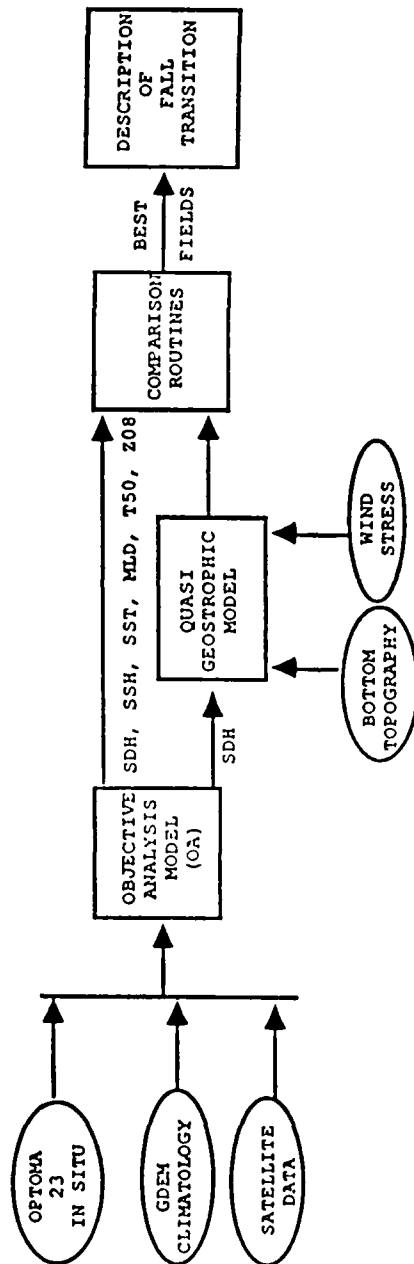 OPTOMA
23
IN SITU
GDEM
CLIMATOLOGY
SATELLITE
DATA
OBJECTIVE
ANALYSIS
MODEL
(OA)
SDH, SSH, SST, MLD, T50, Z08
SDH
QUASI
GEOSTROPHIC
MODEL
BOTTOM
TOPOGRAPHY
WIND
STRESS
COMPARISON
ROUTINES
BEST
FIELDS
DESCRIPTION
OF
FALL
TRANSITION